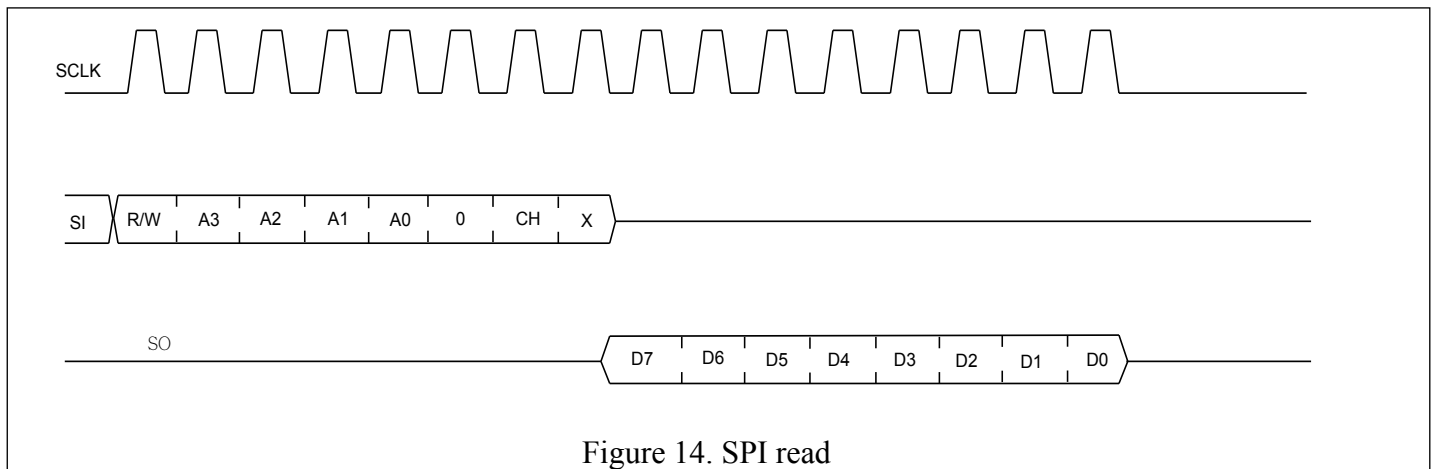 SCLK
SI R/W A3 A2 A1 A0 0 CH X
SO
D7 D6 D5 D4 D3 D2 D1 D0
Figure 14. SPI read